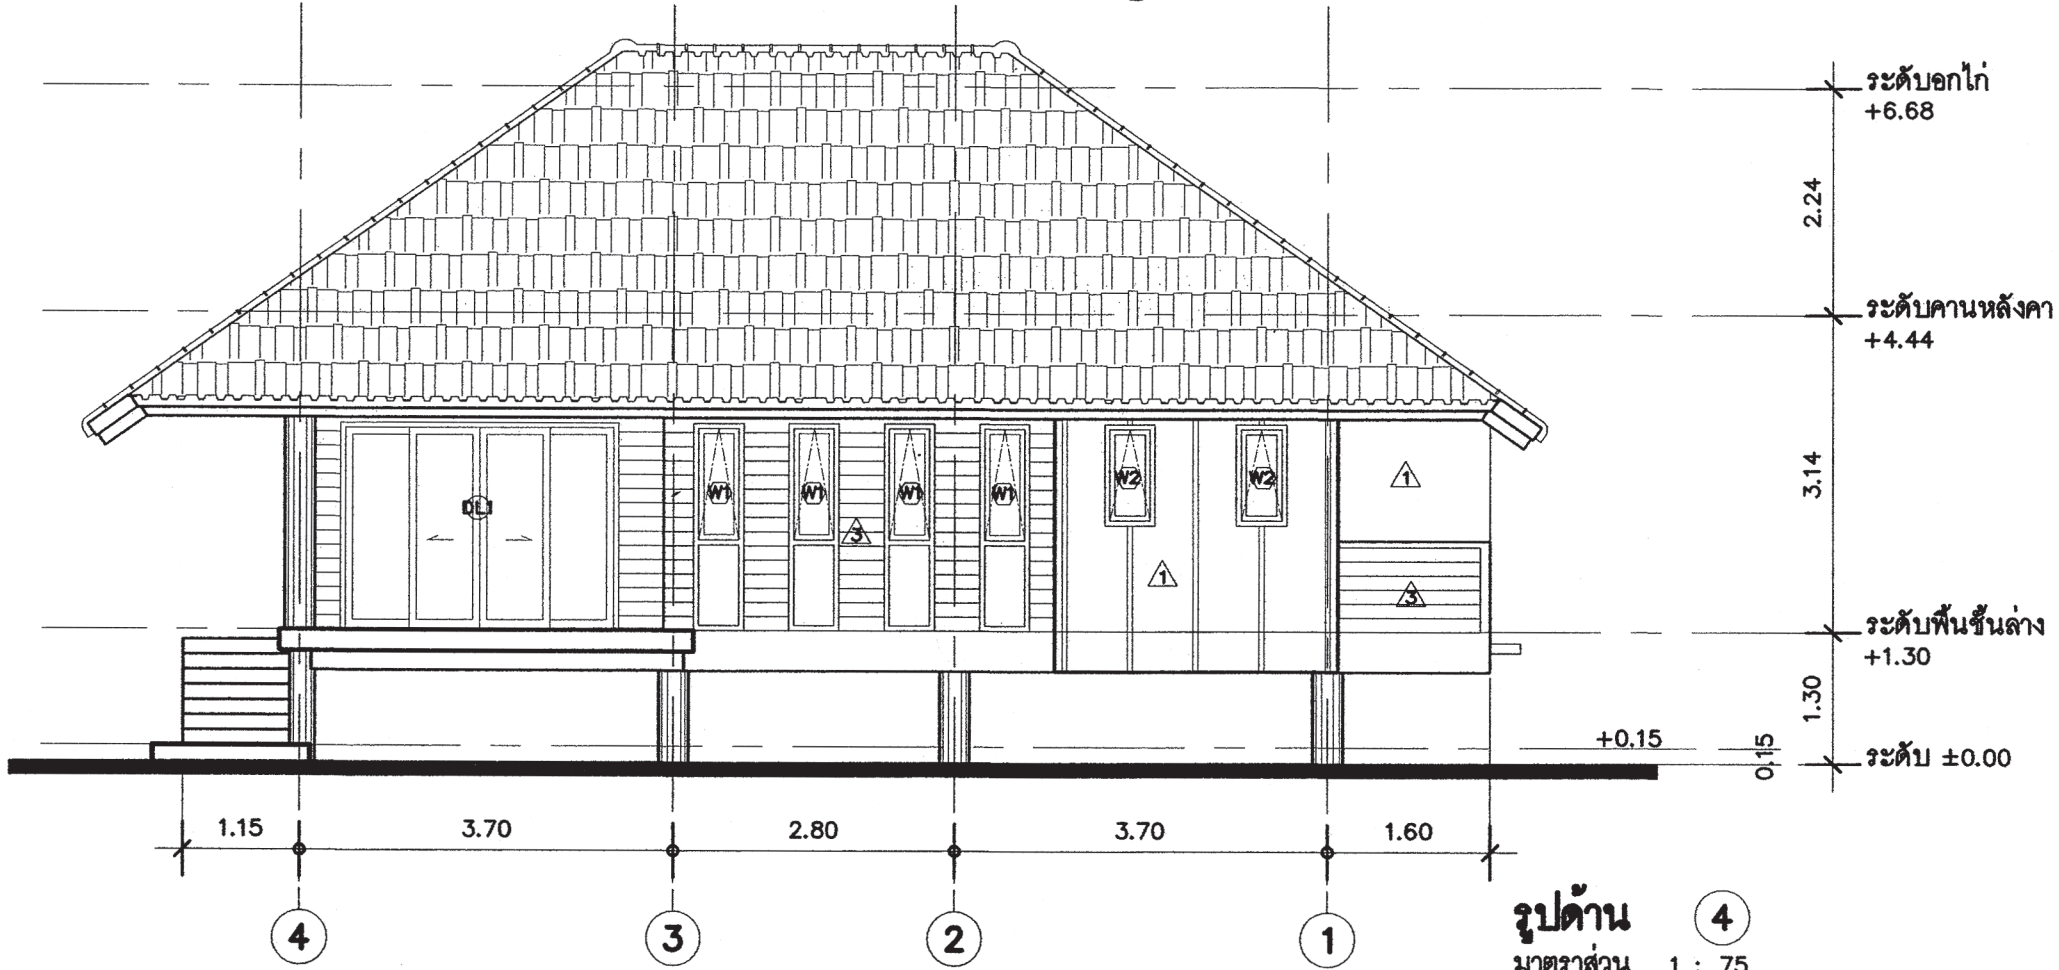 ระดับอกไก่
+6.68
2.24
ระดับคานหลังคา
+4.44
3.14
W1 W1 W1 W1 W2 W2
DL1
1
3
1
3
ระดับพื้นชั้นล่าง
+1.30
1.30
+0.15
0.15
ระดับ ±0.00
1.15 3.70 2.80 3.70 1.60
4 3 2 1
รูปด้าน 4
มาตราส่วน 1 : 75